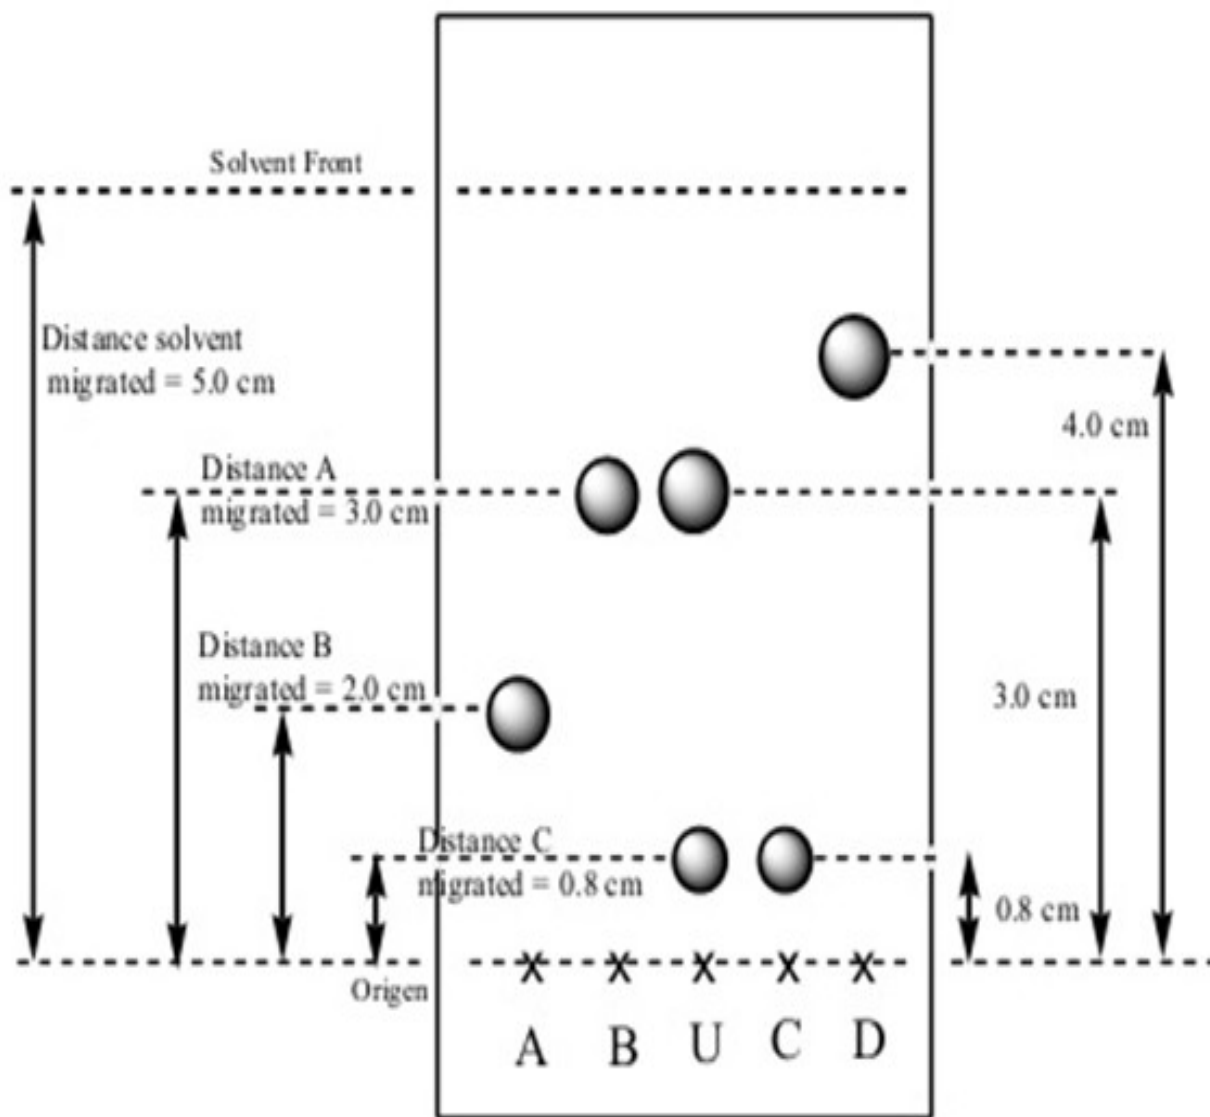 Solvent Front
Distance solvent
migrated = 5.0 cm
4.0 cm
Distance A
migrated = 3.0 cm
Distance B
migrated = 2.0 cm
3.0 cm
Distance C
migrated = 0.8 cm
0.8 cm
X X X X X
Origen
A B U C D